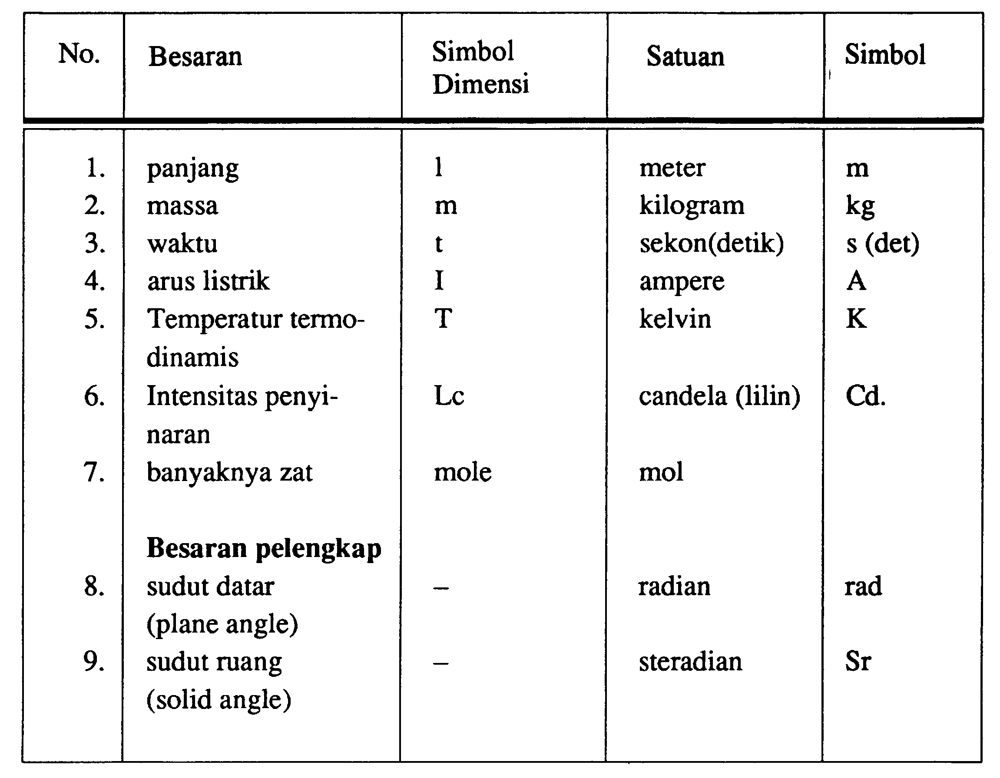 No. Besaran Simbol Dimensi Satuan Simbol
1. panjang l meter m
2. massa m kilogram kg
3. waktu t sekon(detik) s (det)
4. arus listrik I ampere A
5. Temperatur termo- T kelvin K
dinamis
6. Intensitas penyi- Lc candela (lilin) Cd.
naran
7. banyaknya zat mole mol
Besaran pelengkap
8. sudut datar – radian rad
(plane angle)
9. sudut ruang – steradian Sr
(solid angle)